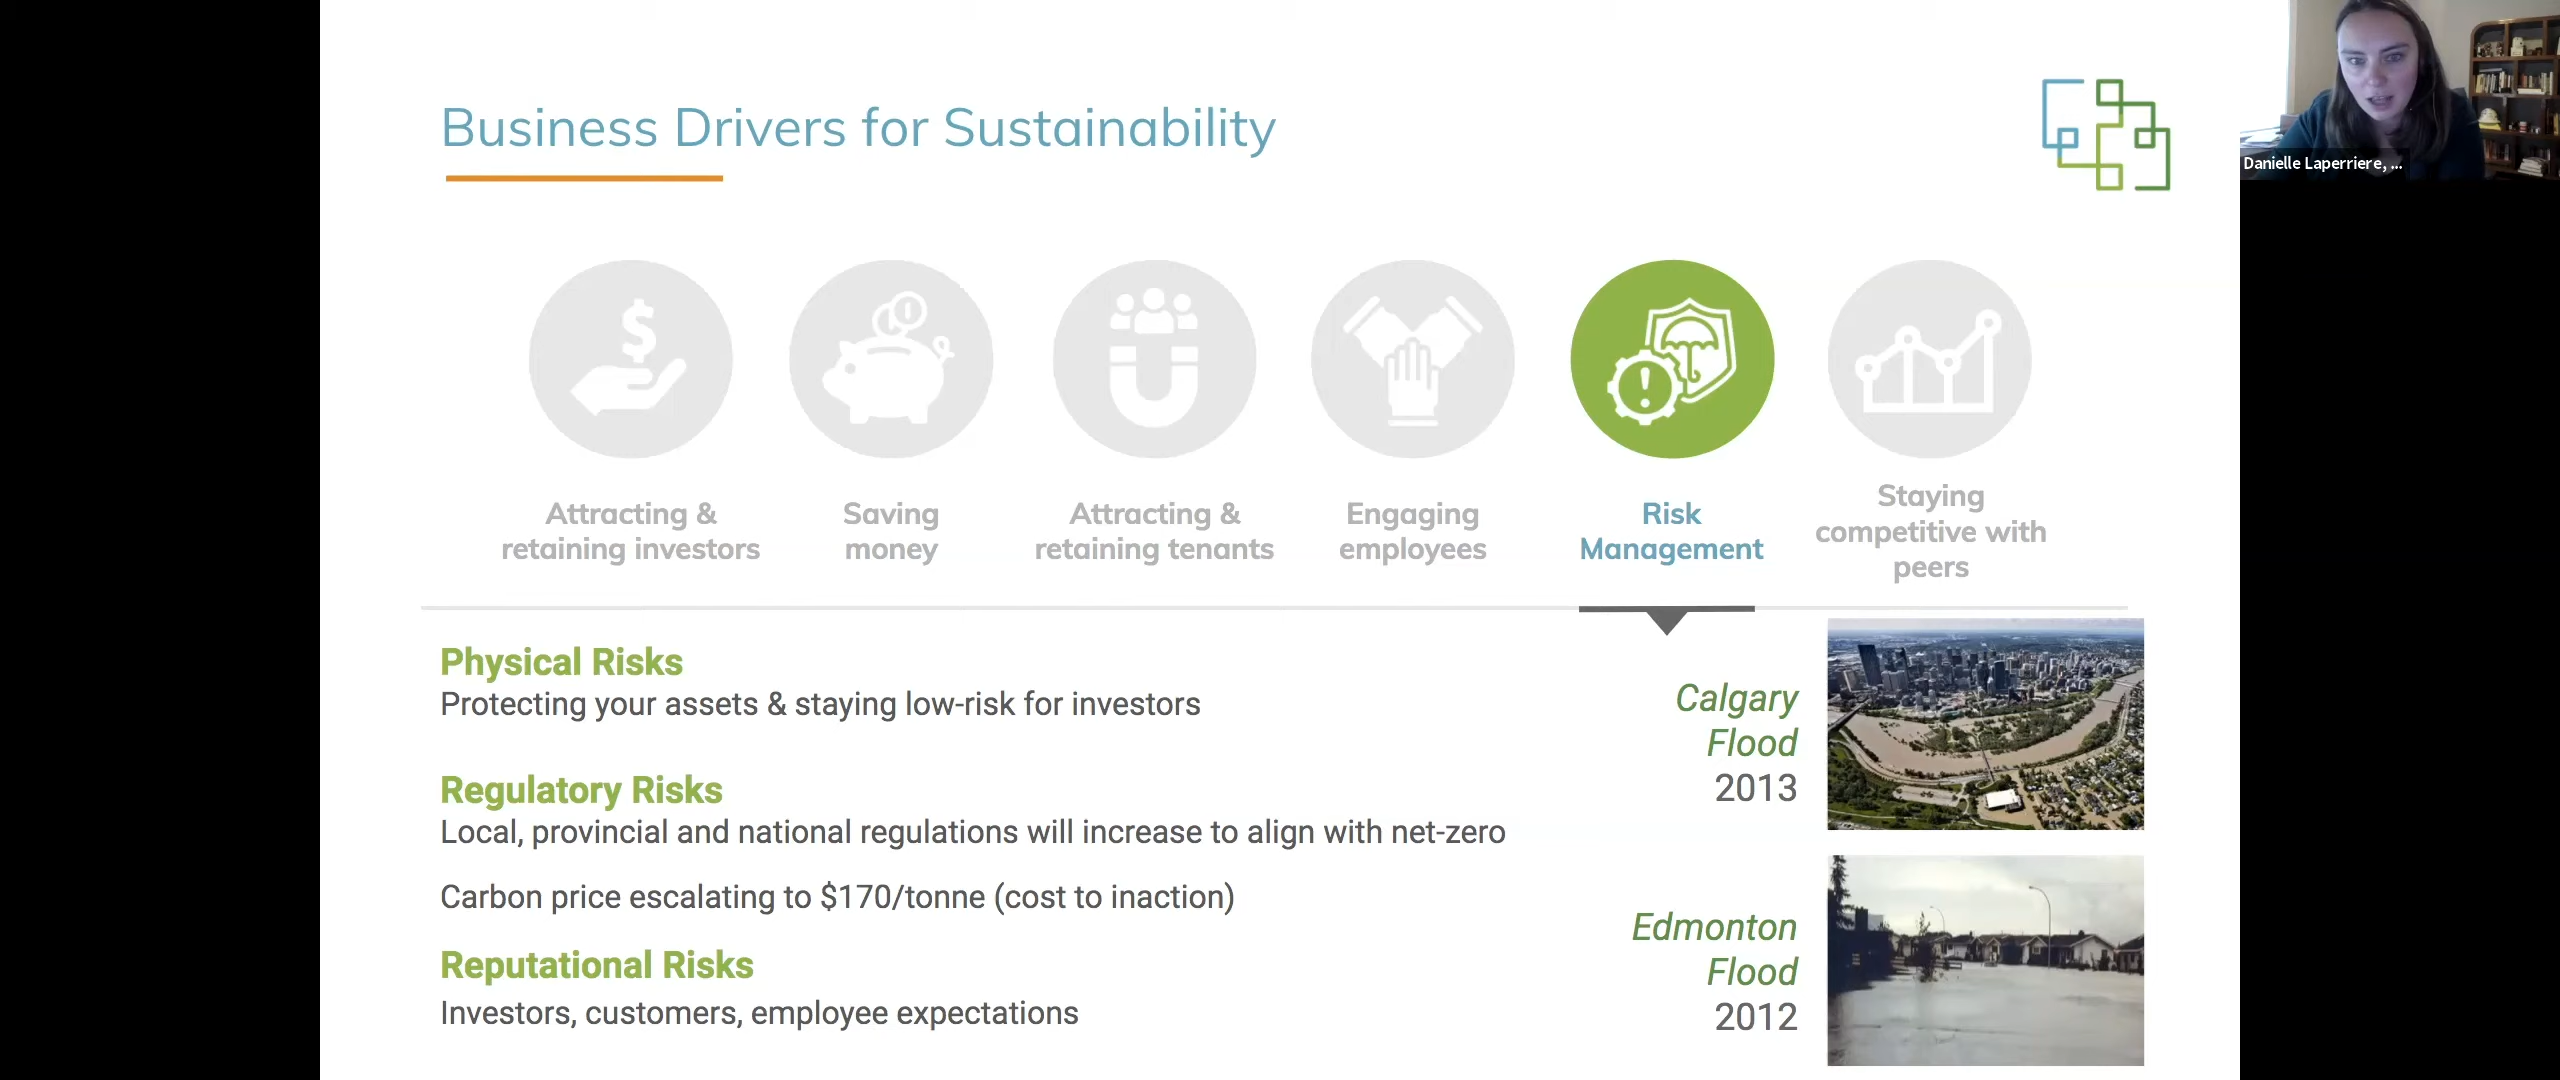 Business Drivers for Sustainability
Danielle Laperriere, ...
Attracting &
retaining investors
Saving
money
Attracting &
retaining tenants
Engaging
employees
Risk
Management
Staying
competitive with
peers
Physical Risks
Protecting your assets & staying low-risk for investors
Regulatory Risks
Local, provincial and national regulations will increase to align with net-zero
Carbon price escalating to $170/tonne (cost to inaction)
Reputational Risks
Investors, customers, employee expectations
Calgary
Flood
2013
Edmonton
Flood
2012